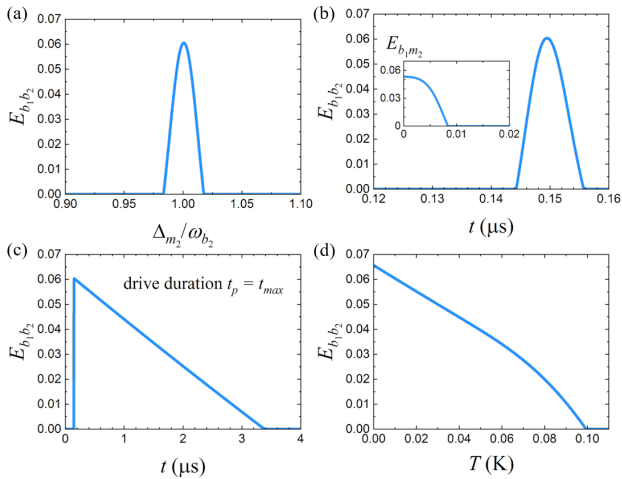 (a)
0.07
0.06
0.05
0.04
0.03
0.02
0.01
0.00
E_{b_1b_2}
0.90 0.95 1.00 1.05 1.10
Δ_{m_2}/ω_{b_2}
(b)
0.07
0.06
0.05
0.04
0.03
0.02
0.01
0.00
E_{b_1b_2}
E_{b_1m_2}
0.06
0.03
0
0 0.01 0.02
0.12 0.13 0.14 0.15 0.16
t (μs)
(c)
0.07
0.06
0.05
0.04
0.03
0.02
0.01
0.00
E_{b_1b_2}
drive duration t_p = t_{max}
0 1 2 3 4
t (μs)
(d)
0.07
0.06
0.05
0.04
0.03
0.02
0.01
0.00
E_{b_1b_2}
0.00 0.02 0.04 0.06 0.08 0.10
T (K)